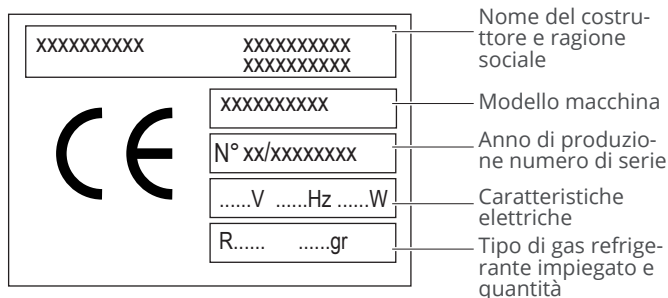 xxxxxxxxxx xxxxxxxxxx
xxxxxxxxxx
CE
xxxxxxxxxx
N° xx/xxxxxxxx
......V ......Hz ......W
R...... ......gr
Nome del costru-
ttore e ragione
sociale
Modello macchina
Anno di produzio-
ne numero di serie
Caratteristiche
elettriche
Tipo di gas refrige-
rante impiegato e
quantità